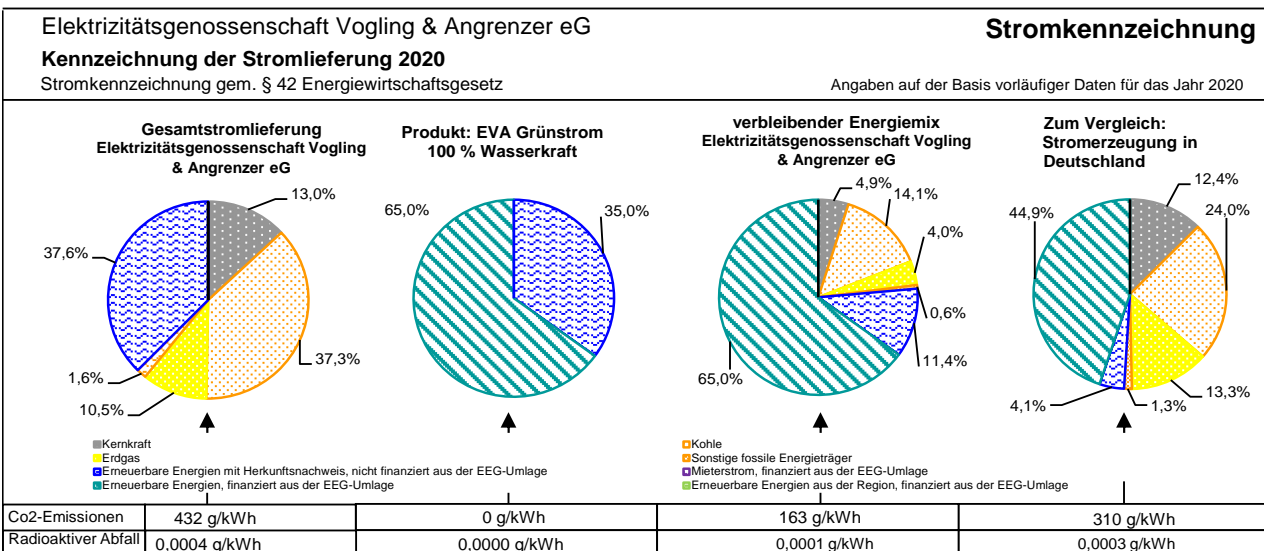 Elektrizitätsgenossenschaft Vogling & Angrenzer eG
Stromkennzeichnung
Kennzeichnung der Stromlieferung 2020
Stromkennzeichnung gem. § 42 Energiewirtschaftsgesetz
Angaben auf der Basis vorläufiger Daten für das Jahr 2020
Gesamtstromlieferung
Elektrizitätsgenossenschaft Vogling
& Angrenzer eG
13,0%
37,6%
37,3%
1,6%
10,5%
Produkt: EVA Grünstrom
100 % Wasserkraft
65,0%
35,0%
verbleibender Energiemix
Elektrizitätsgenossenschaft Vogling
& Angrenzer eG
4,9%
14,1%
4,0%
0,6%
11,4%
65,0%
Zum Vergleich:
Stromerzeugung in
Deutschland
12,4%
44,9%
24,0%
13,3%
4,1%
1,3%
Kernkraft
Erdgas
Erneuerbare Energien mit Herkunftsnachweis, nicht finanziert aus der EEG-Umlage
Erneuerbare Energien, finanziert aus der EEG-Umlage
Kohle
Sonstige fossile Energieträger
Mieterstrom, finanziert aus der EEG-Umlage
Erneuerbare Energien aus der Region, finanziert aus der EEG-Umlage
Co2-Emissionen 432 g/kWh 0 g/kWh 163 g/kWh 310 g/kWh
Radioaktiver Abfall 0,0004 g/kWh 0,0000 g/kWh 0,0001 g/kWh 0,0003 g/kWh